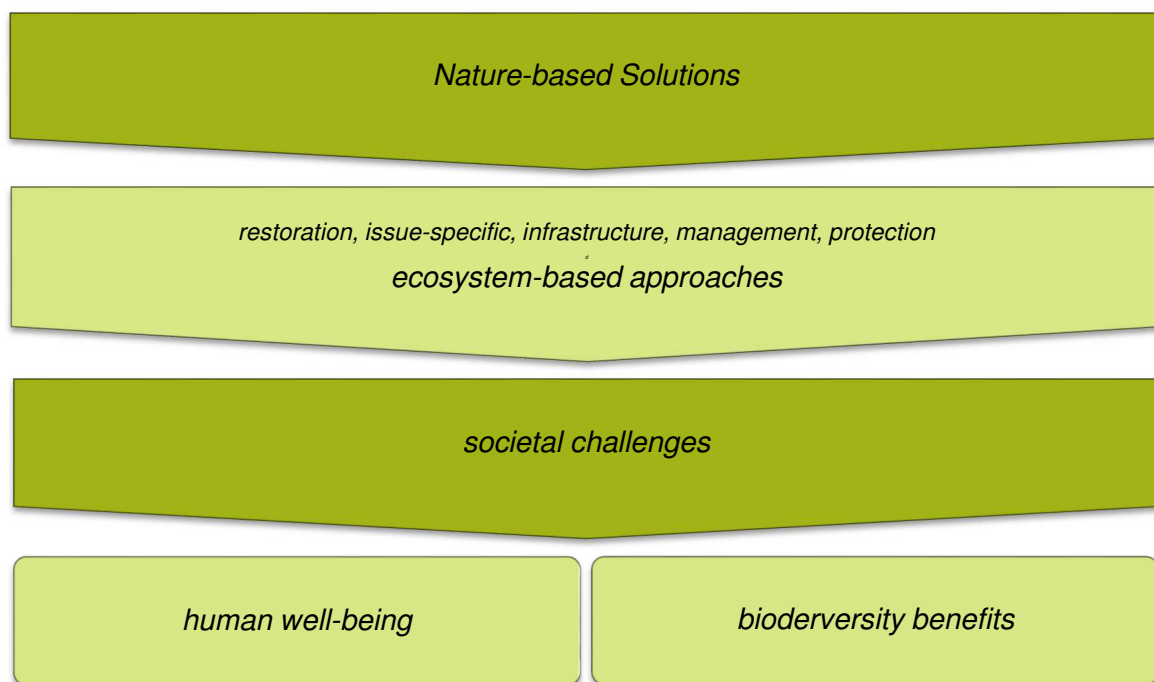 Nature-based Solutions
restoration, issue-specific, infrastructure, management, protection
ecosystem-based approaches
societal challenges
human well-being
bioderversity benefits